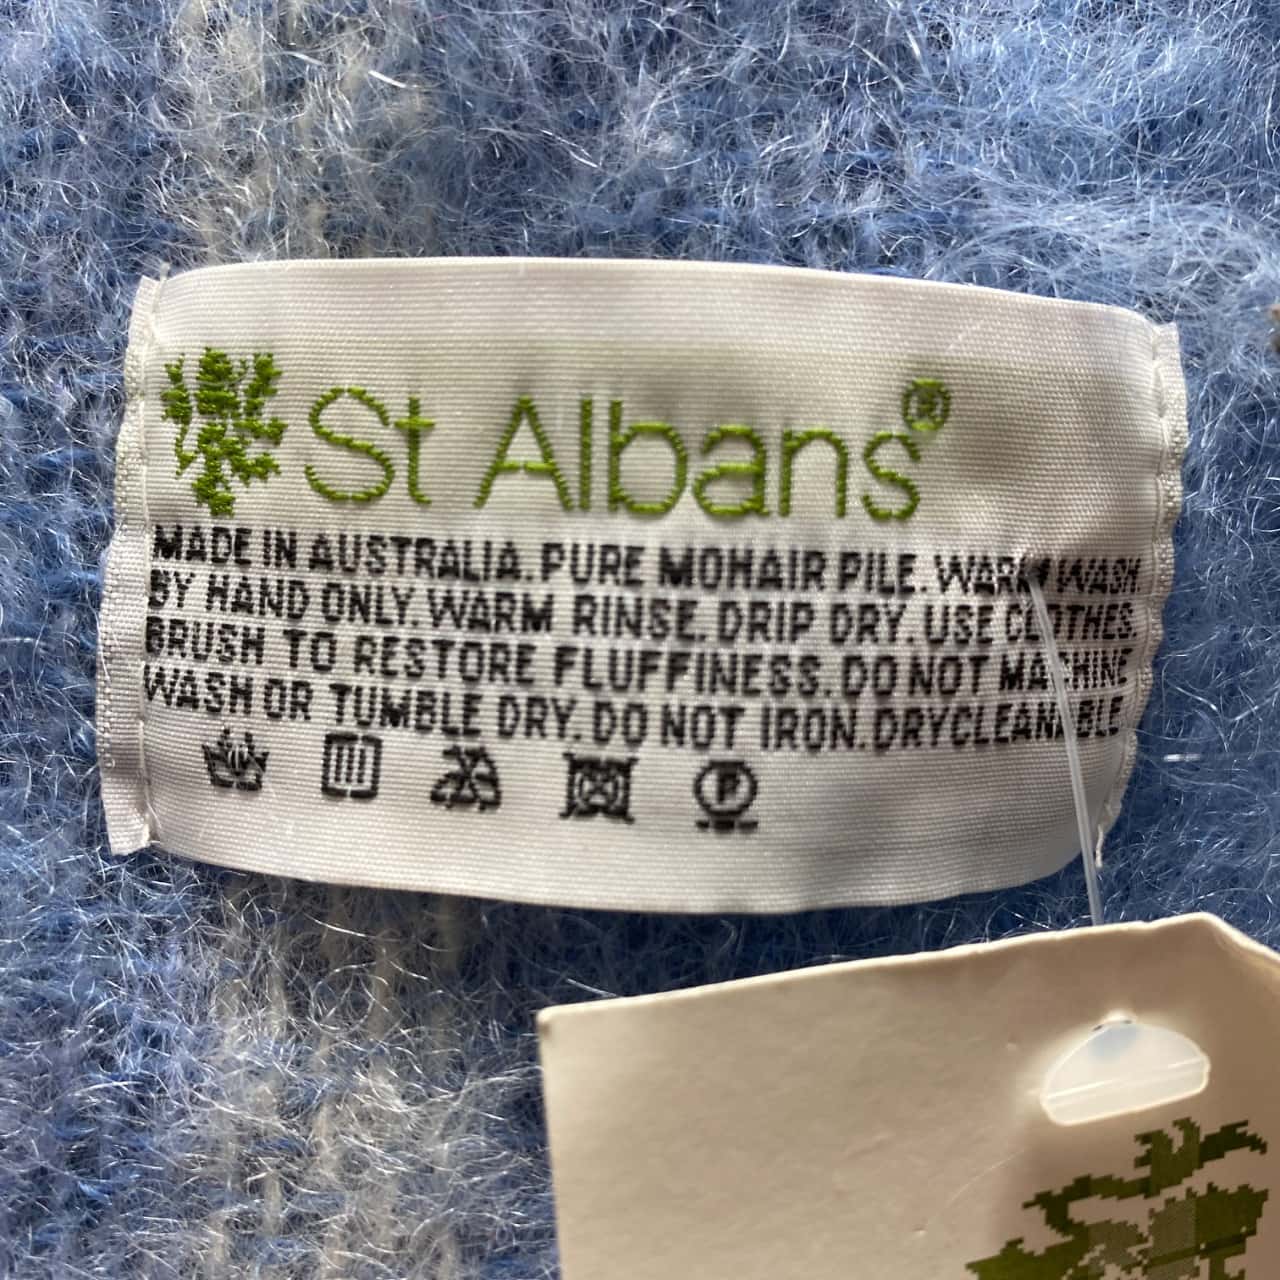 St Albans®
MADE IN AUSTRALIA. PURE MOHAIR PILE. WARM WASH
BY HAND ONLY. WARM RINSE. DRIP DRY. USE CLOTHES.
BRUSH TO RESTORE FLUFFINESS. DO NOT MACHINE
WASH OR TUMBLE DRY. DO NOT IRON. DRYCLEANABLE
P